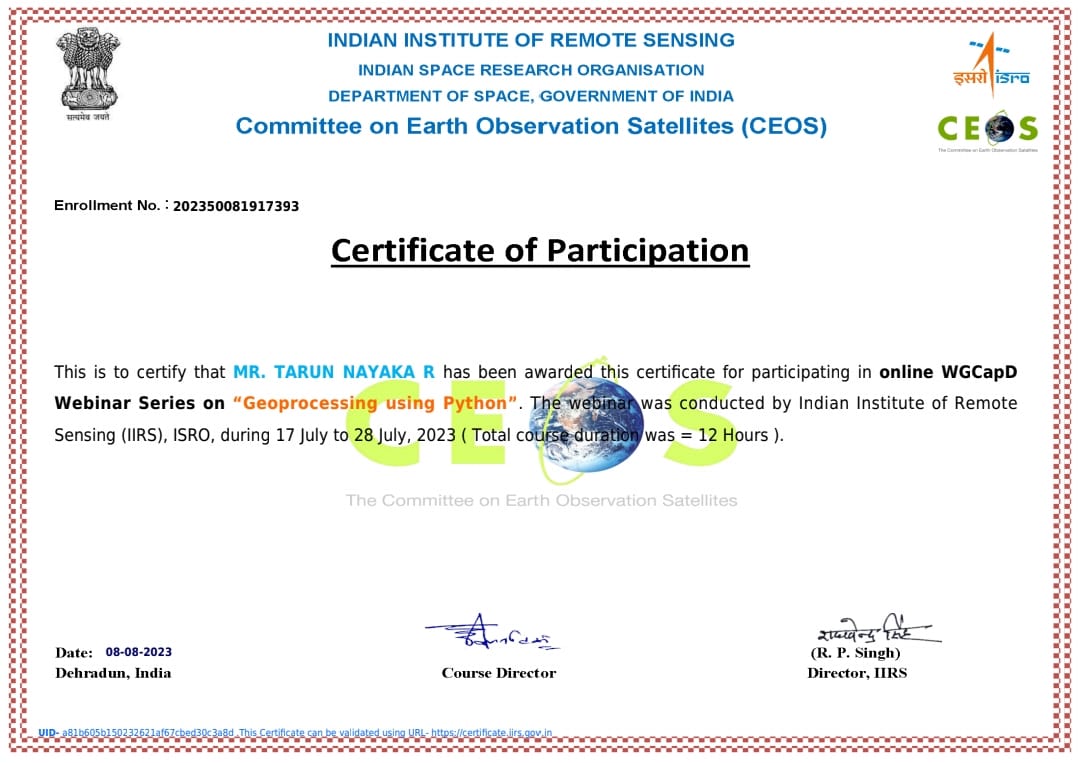 INDIAN INSTITUTE OF REMOTE SENSING
INDIAN SPACE RESEARCH ORGANISATION
DEPARTMENT OF SPACE, GOVERNMENT OF INDIA
Committee on Earth Observation Satellites (CEOS)
सत्यमेव जयते
इसरो isro
CEOS
The Committee on Earth Observation Satellites
Enrollment No. : 202350081917393
Certificate of Participation
This is to certify that MR. TARUN NAYAKA R has been awarded this certificate for participating in online WGCapD
Webinar Series on “Geoprocessing using Python”. The webinar was conducted by Indian Institute of Remote
Sensing (IIRS), ISRO, during 17 July to 28 July, 2023 ( Total course duration was = 12 Hours ).
CEOS
The Committee on Earth Observation Satellites
Date: 08-08-2023
Dehradun, India
Course Director
(R. P. Singh)
Director, IIRS
UID- a81b605b150232621af67cbed30c3a8d .This Certificate can be validated using URL- https://certificate.iirs.gov.in